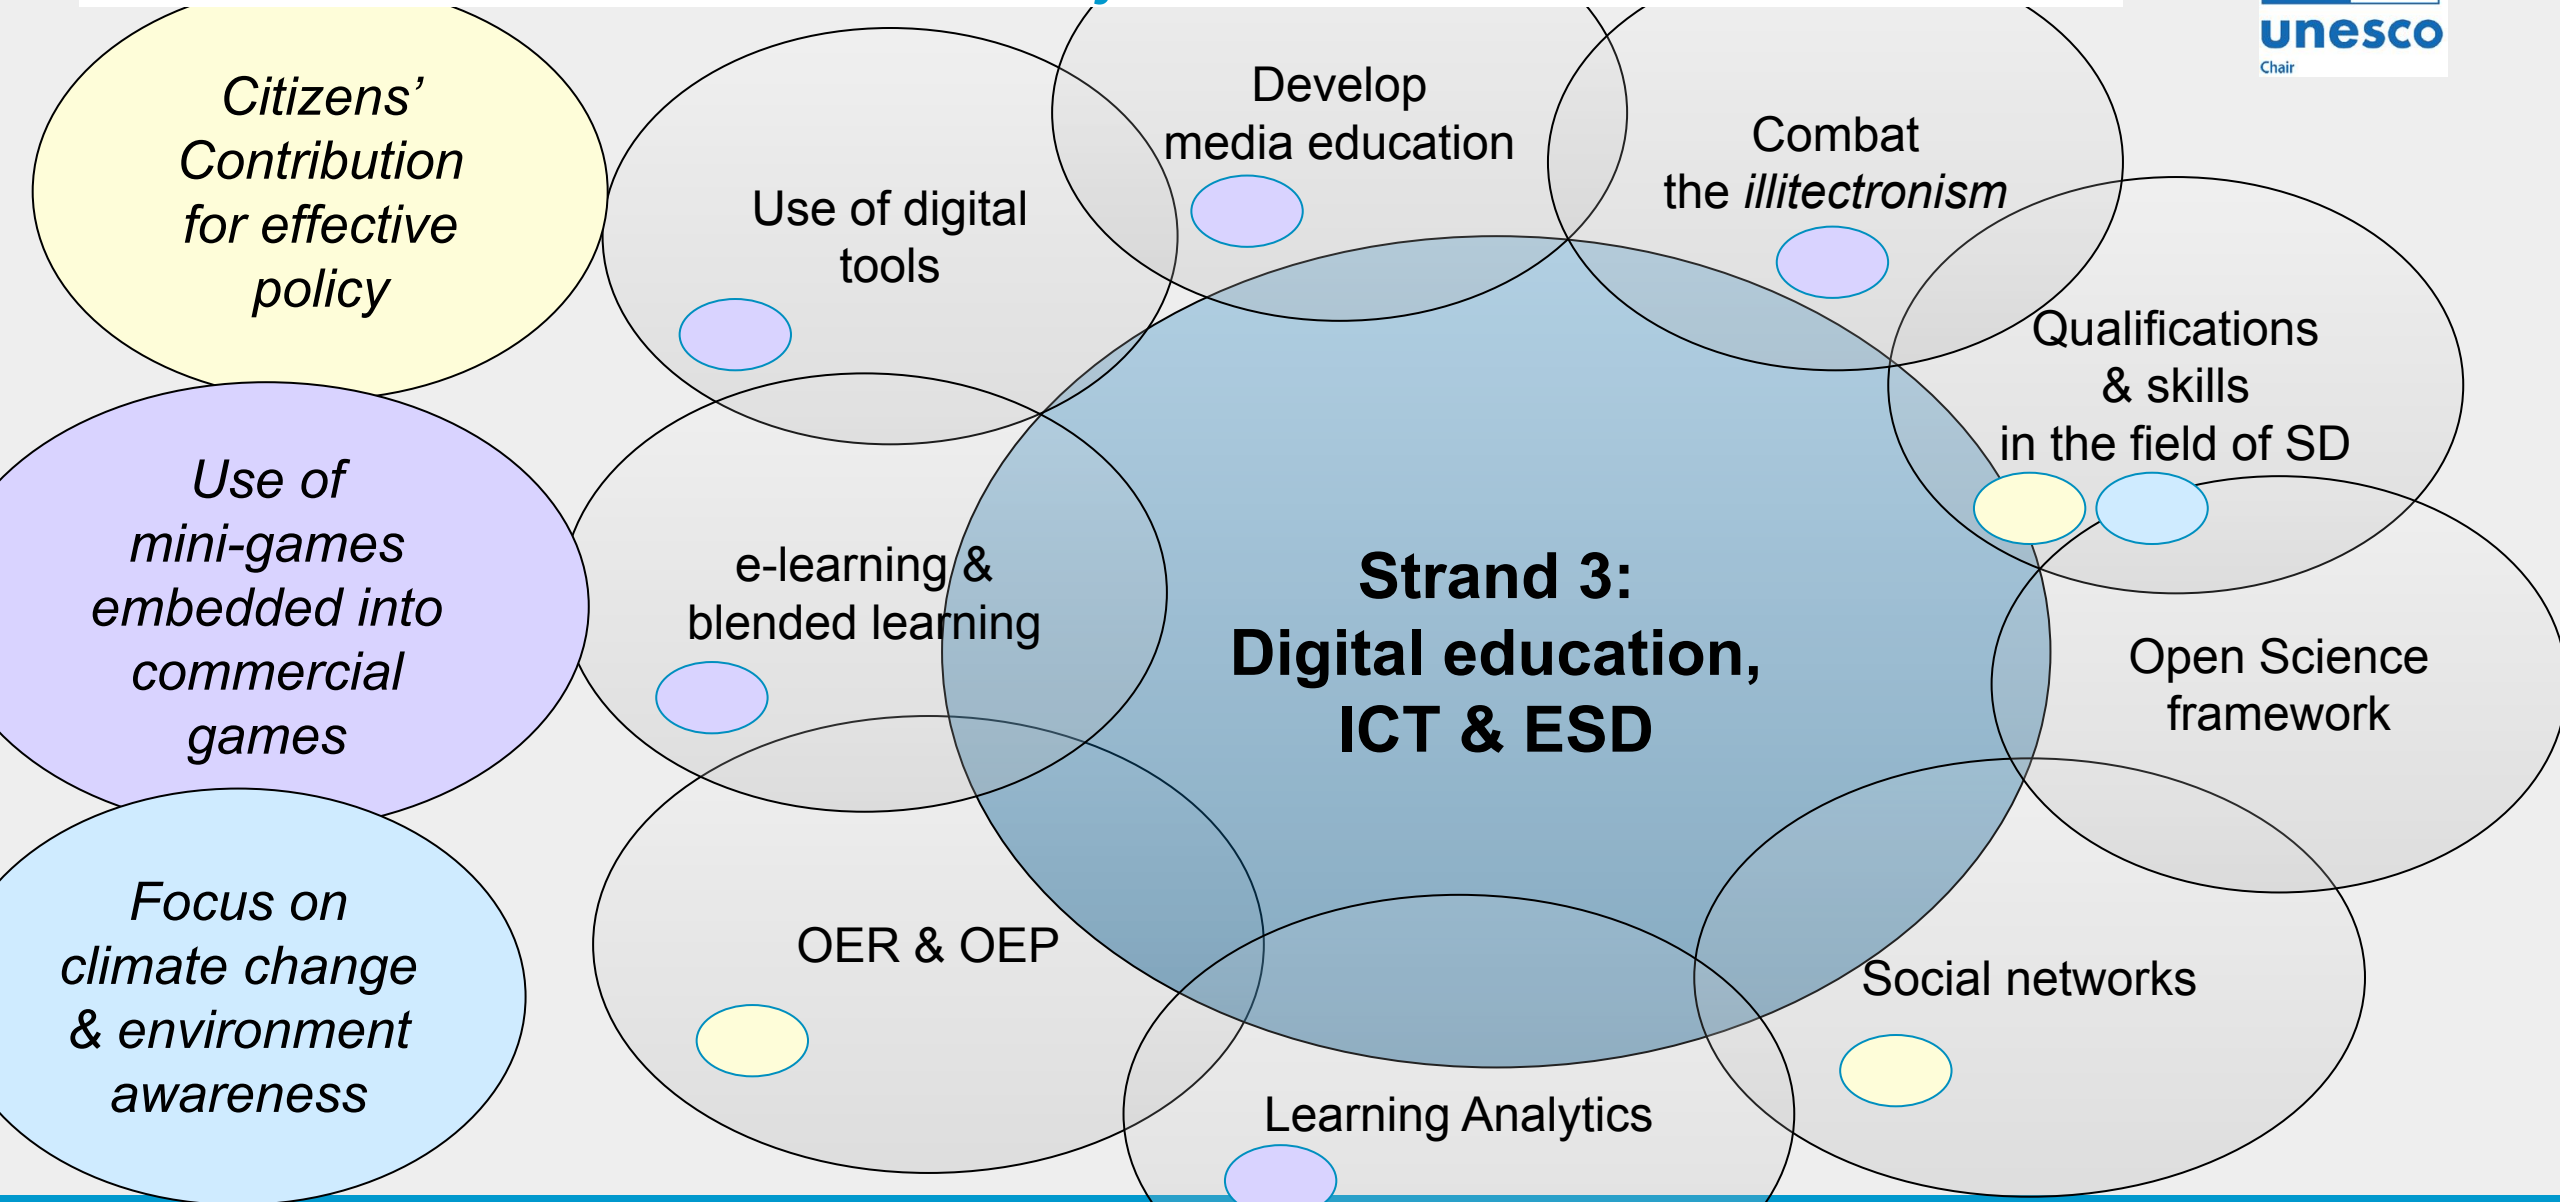 unesco
Chair
Citizens’
Contribution
for effective
policy
Use of
mini-games
embedded into
commercial
games
Focus on
climate change
& environment
awareness
Use of digital
tools
Develop
media education
Combat
the illitectronism
Qualifications
& skills
in the field of SD
e-learning &
blended learning
Strand 3:
Digital education,
ICT & ESD
Open Science
framework
OER & OEP
Social networks
Learning Analytics